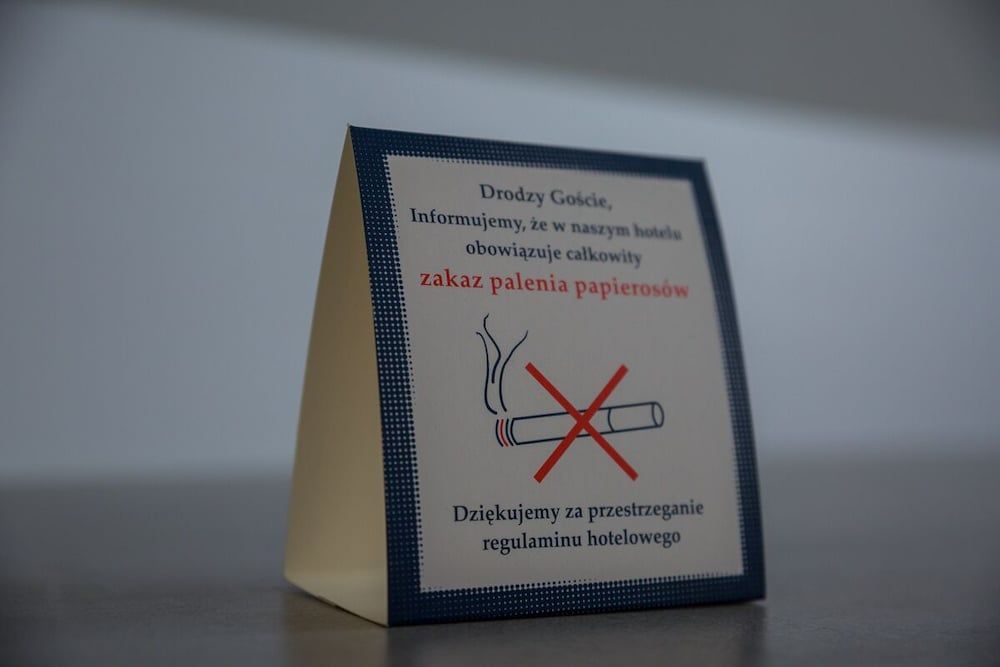 Drodzy Goście,
Informujemy, że w naszym hotelu
obowiązuje całkowity
zakaz palenia papierosów
Dziękujemy za przestrzeganie
regulaminu hotelowego